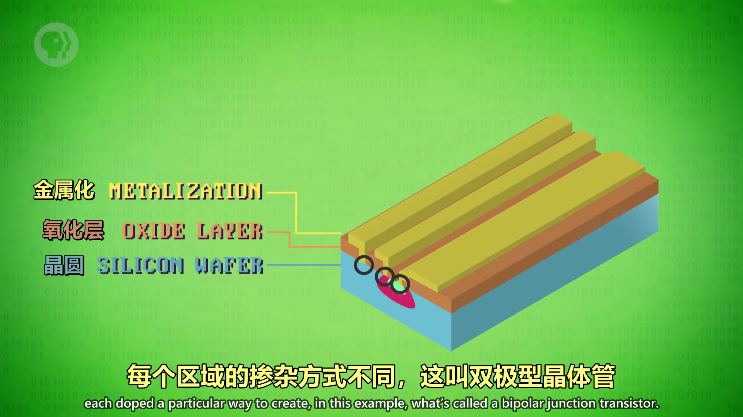 金属化 METALIZATION
氧化层 OXIDE LAYER
晶圆 SILICON WAFER
每个区域的掺杂方式不同，这叫双极型晶体管
each doped a particular way to create, in this example, what's called a bipolar junction transistor.